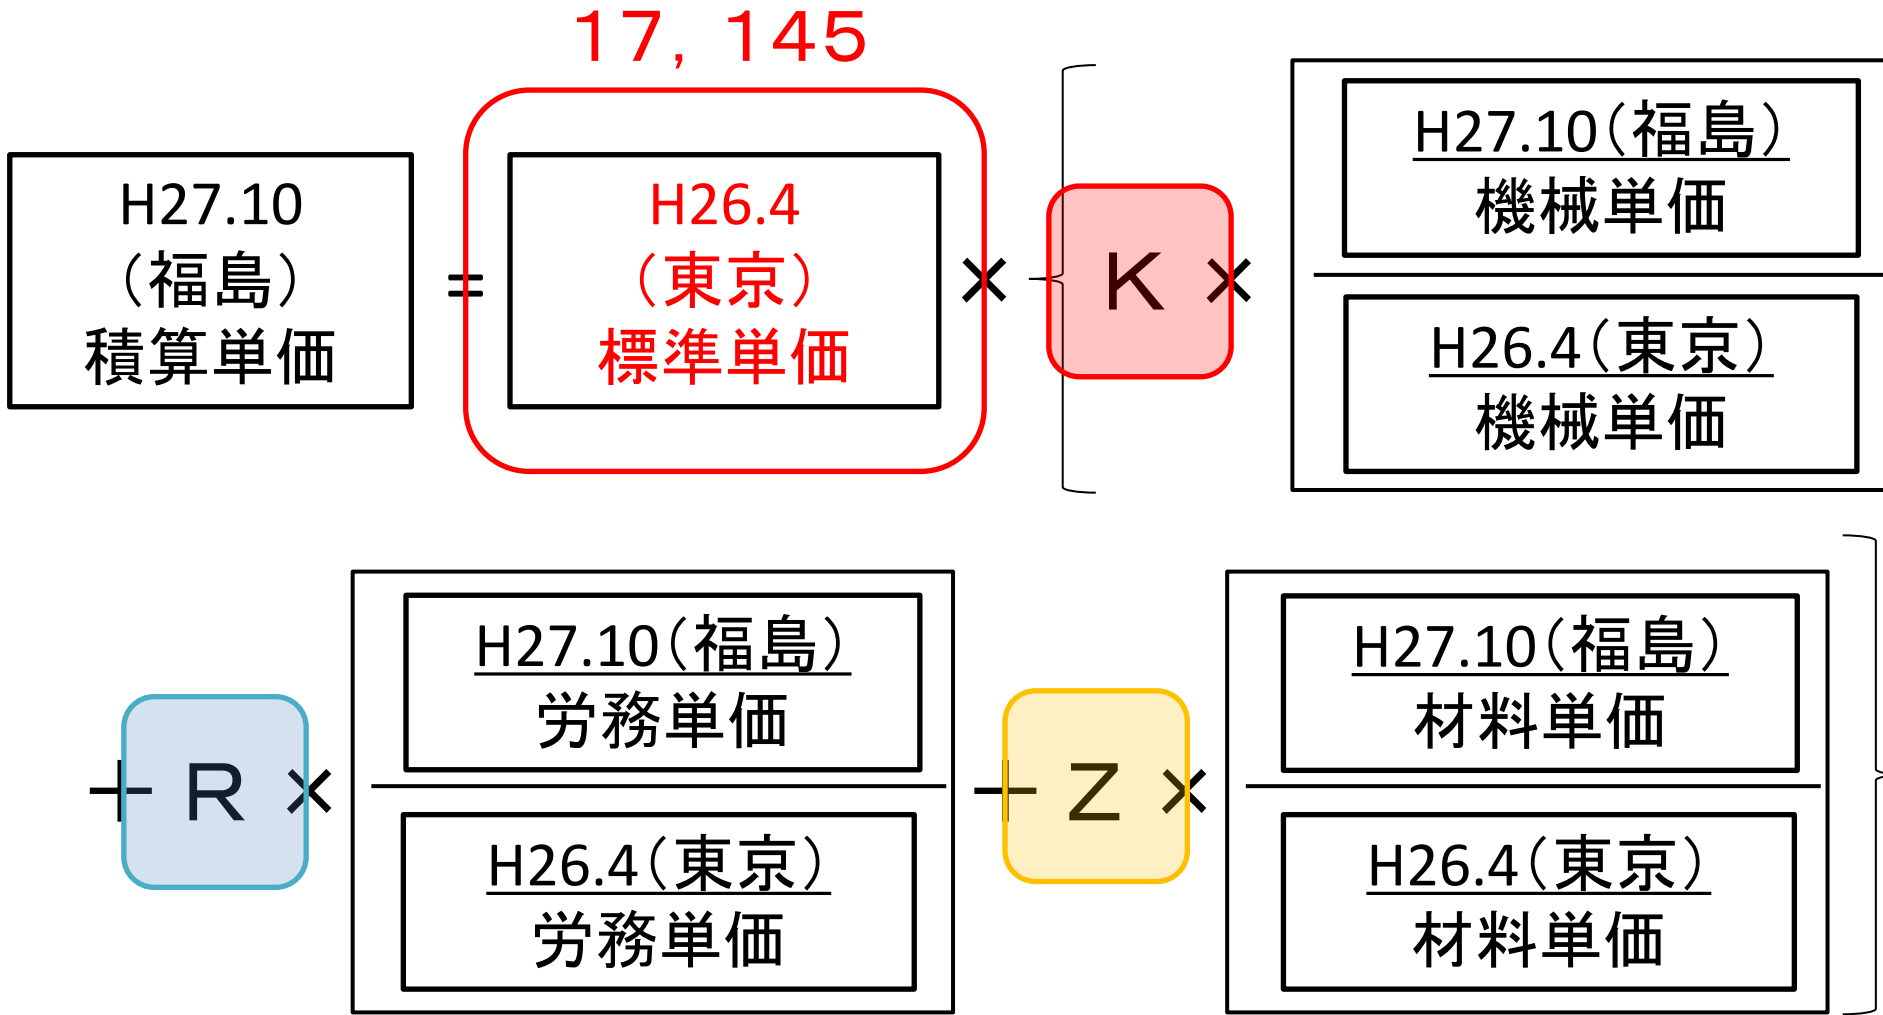 17,145
H27.10
（福島）
積算単価
=
H26.4
（東京）
標準単価
×
K
×
H27.10（福島）
機械単価
H26.4（東京）
機械単価
+
R
×
H27.10（福島）
労務単価
H26.4（東京）
労務単価
+
Z
×
H27.10（福島）
材料単価
H26.4（東京）
材料単価